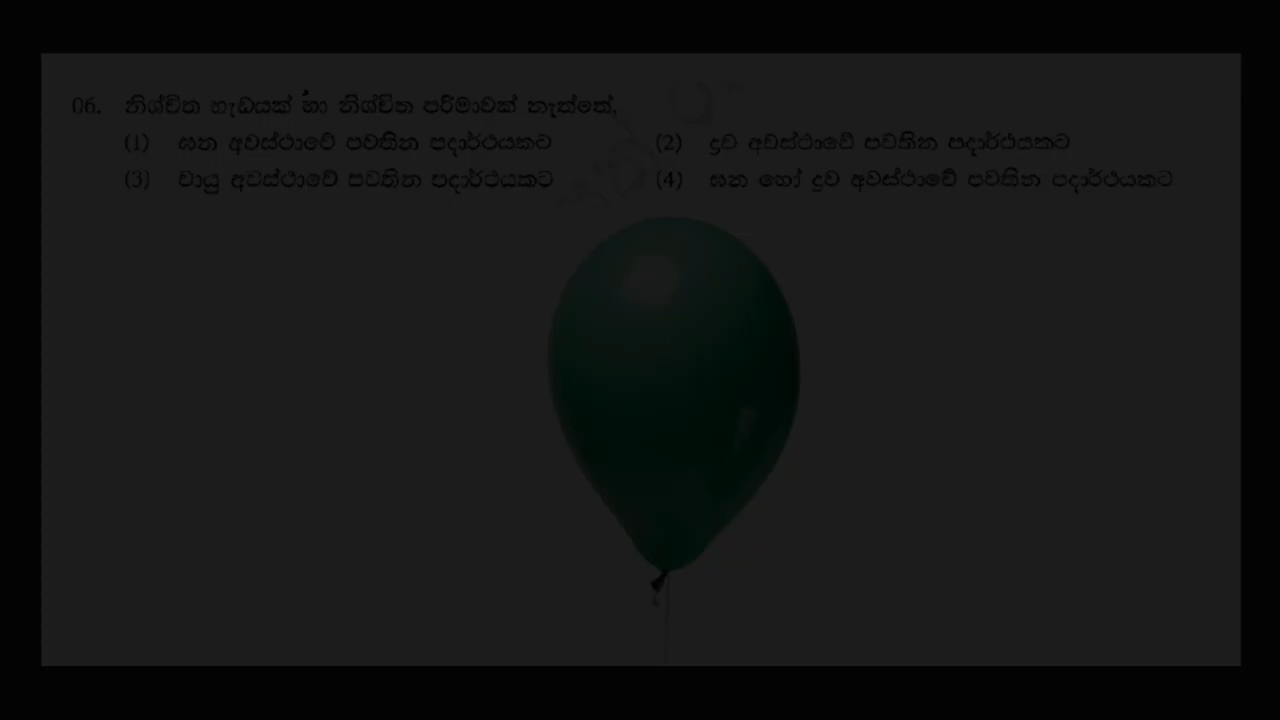 06. නිශ්චිත හැඩයක් හා නිශ්චිත පරිමාවක් නැත්තේ,
(1) ඝන අවස්ථාවේ පවතින පදාර්ථයකට (2) ද්‍රව අවස්ථාවේ පවතින පදාර්ථයකට
(3) වායු අවස්ථාවේ පවතින පදාර්ථයකට (4) ඝන හෝ ද්‍රව අවස්ථාවේ පවතින පදාර්ථයකට